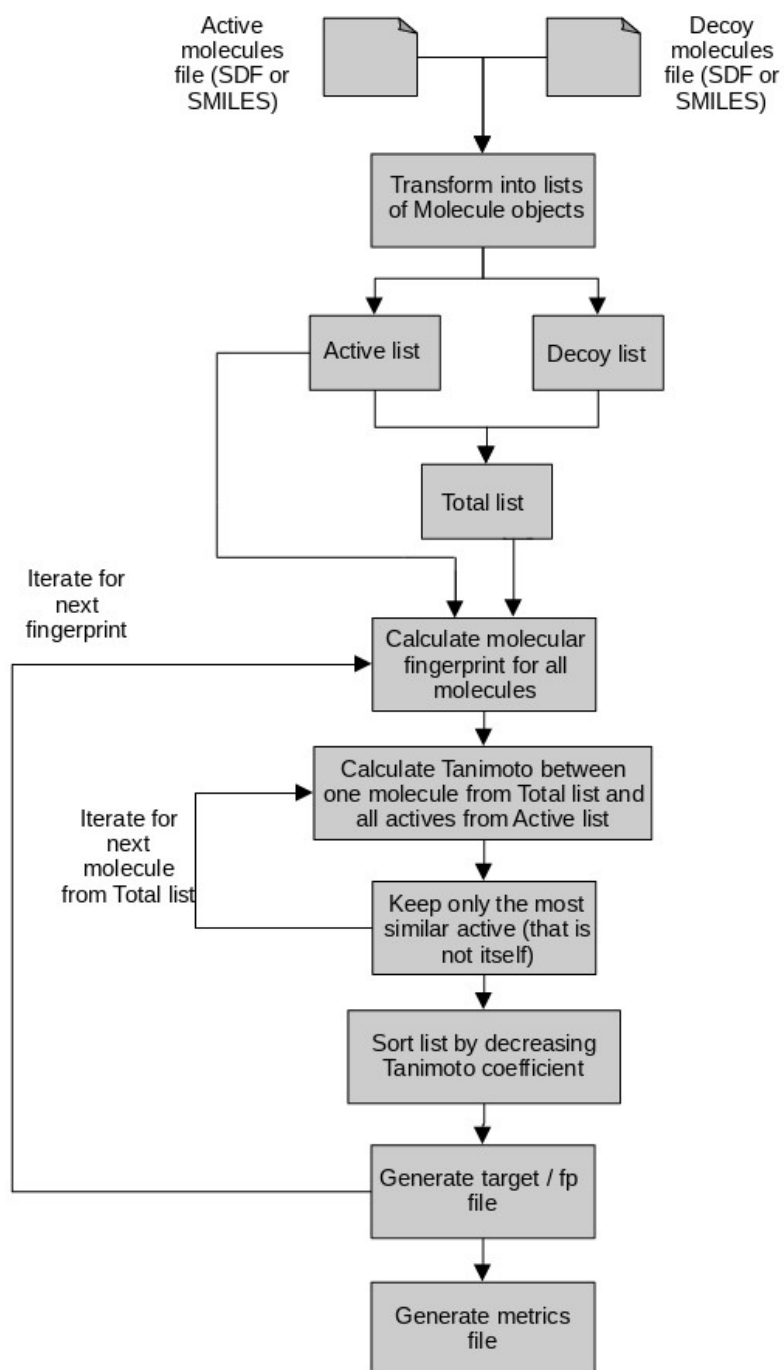 Active
molecules
file (SDF or
SMILES)
Decoy
molecules
file (SDF or
SMILES)
Transform into lists
of Molecule objects
Active list
Decoy list
Total list
Iterate for
next
fingerprint
Calculate molecular
fingerprint for all
molecules
Calculate Tanimoto between
one molecule from Total list and
all actives from Active list
Iterate for
next
molecule
from Total list
Keep only the most
similar active (that is
not itself)
Sort list by decreasing
Tanimoto coefficient
Generate target / fp
file
Generate metrics
file